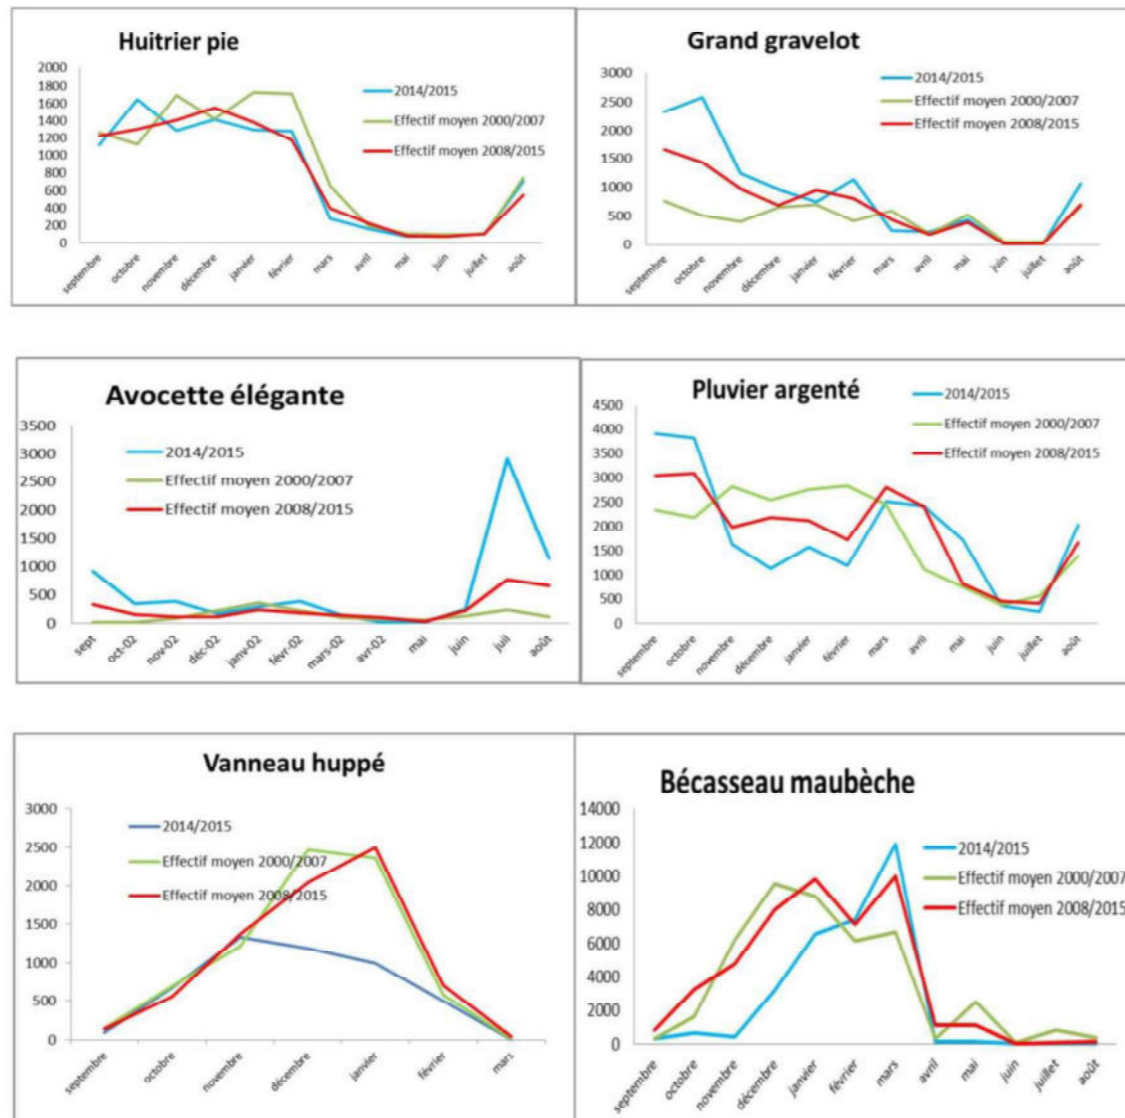 Huitrier pie
2000
1800
1600
1400
1200
1000
800
600
400
200
0
2014/2015
Effectif moyen 2000/2007
Effectif moyen 2008/2015
septembre
octobre
novembre
décembre
janvier
février
mars
avril
mai
juin
juillet
août
Grand gravelot
3000
2500
2000
1500
1000
500
0
2014/2015
Effectif moyen 2000/2007
Effectif moyen 2008/2015
septembre
octobre
novembre
décembre
janvier
février
mars
avril
mai
juin
juillet
août
Avocette élégante
3500
3000
2500
2000
1500
1000
500
0
2014/2015
Effectif moyen 2000/2007
Effectif moyen 2008/2015
sept
oct-02
nov-02
déc-02
janv-02
févr-02
mars-02
avr-02
mai
juin
juil
août
Pluvier argenté
4500
4000
3500
3000
2500
2000
1500
1000
500
0
2014/2015
Effectif moyen 2000/2007
Effectif moyen 2008/2015
septembre
octobre
novembre
décembre
janvier
février
mars
avril
mai
juin
juillet
août
Vanneau huppé
3000
2500
2000
1500
1000
500
0
2014/2015
Effectif moyen 2000/2007
Effectif moyen 2008/2015
septembre
octobre
novembre
décembre
janvier
février
mars
Bécasseau maubèche
14000
12000
10000
8000
6000
4000
2000
0
2014/2015
Effectif moyen 2000/2007
Effectif moyen 2008/2015
septembre
octobre
novembre
décembre
janvier
février
mars
avril
mai
juin
juillet
août